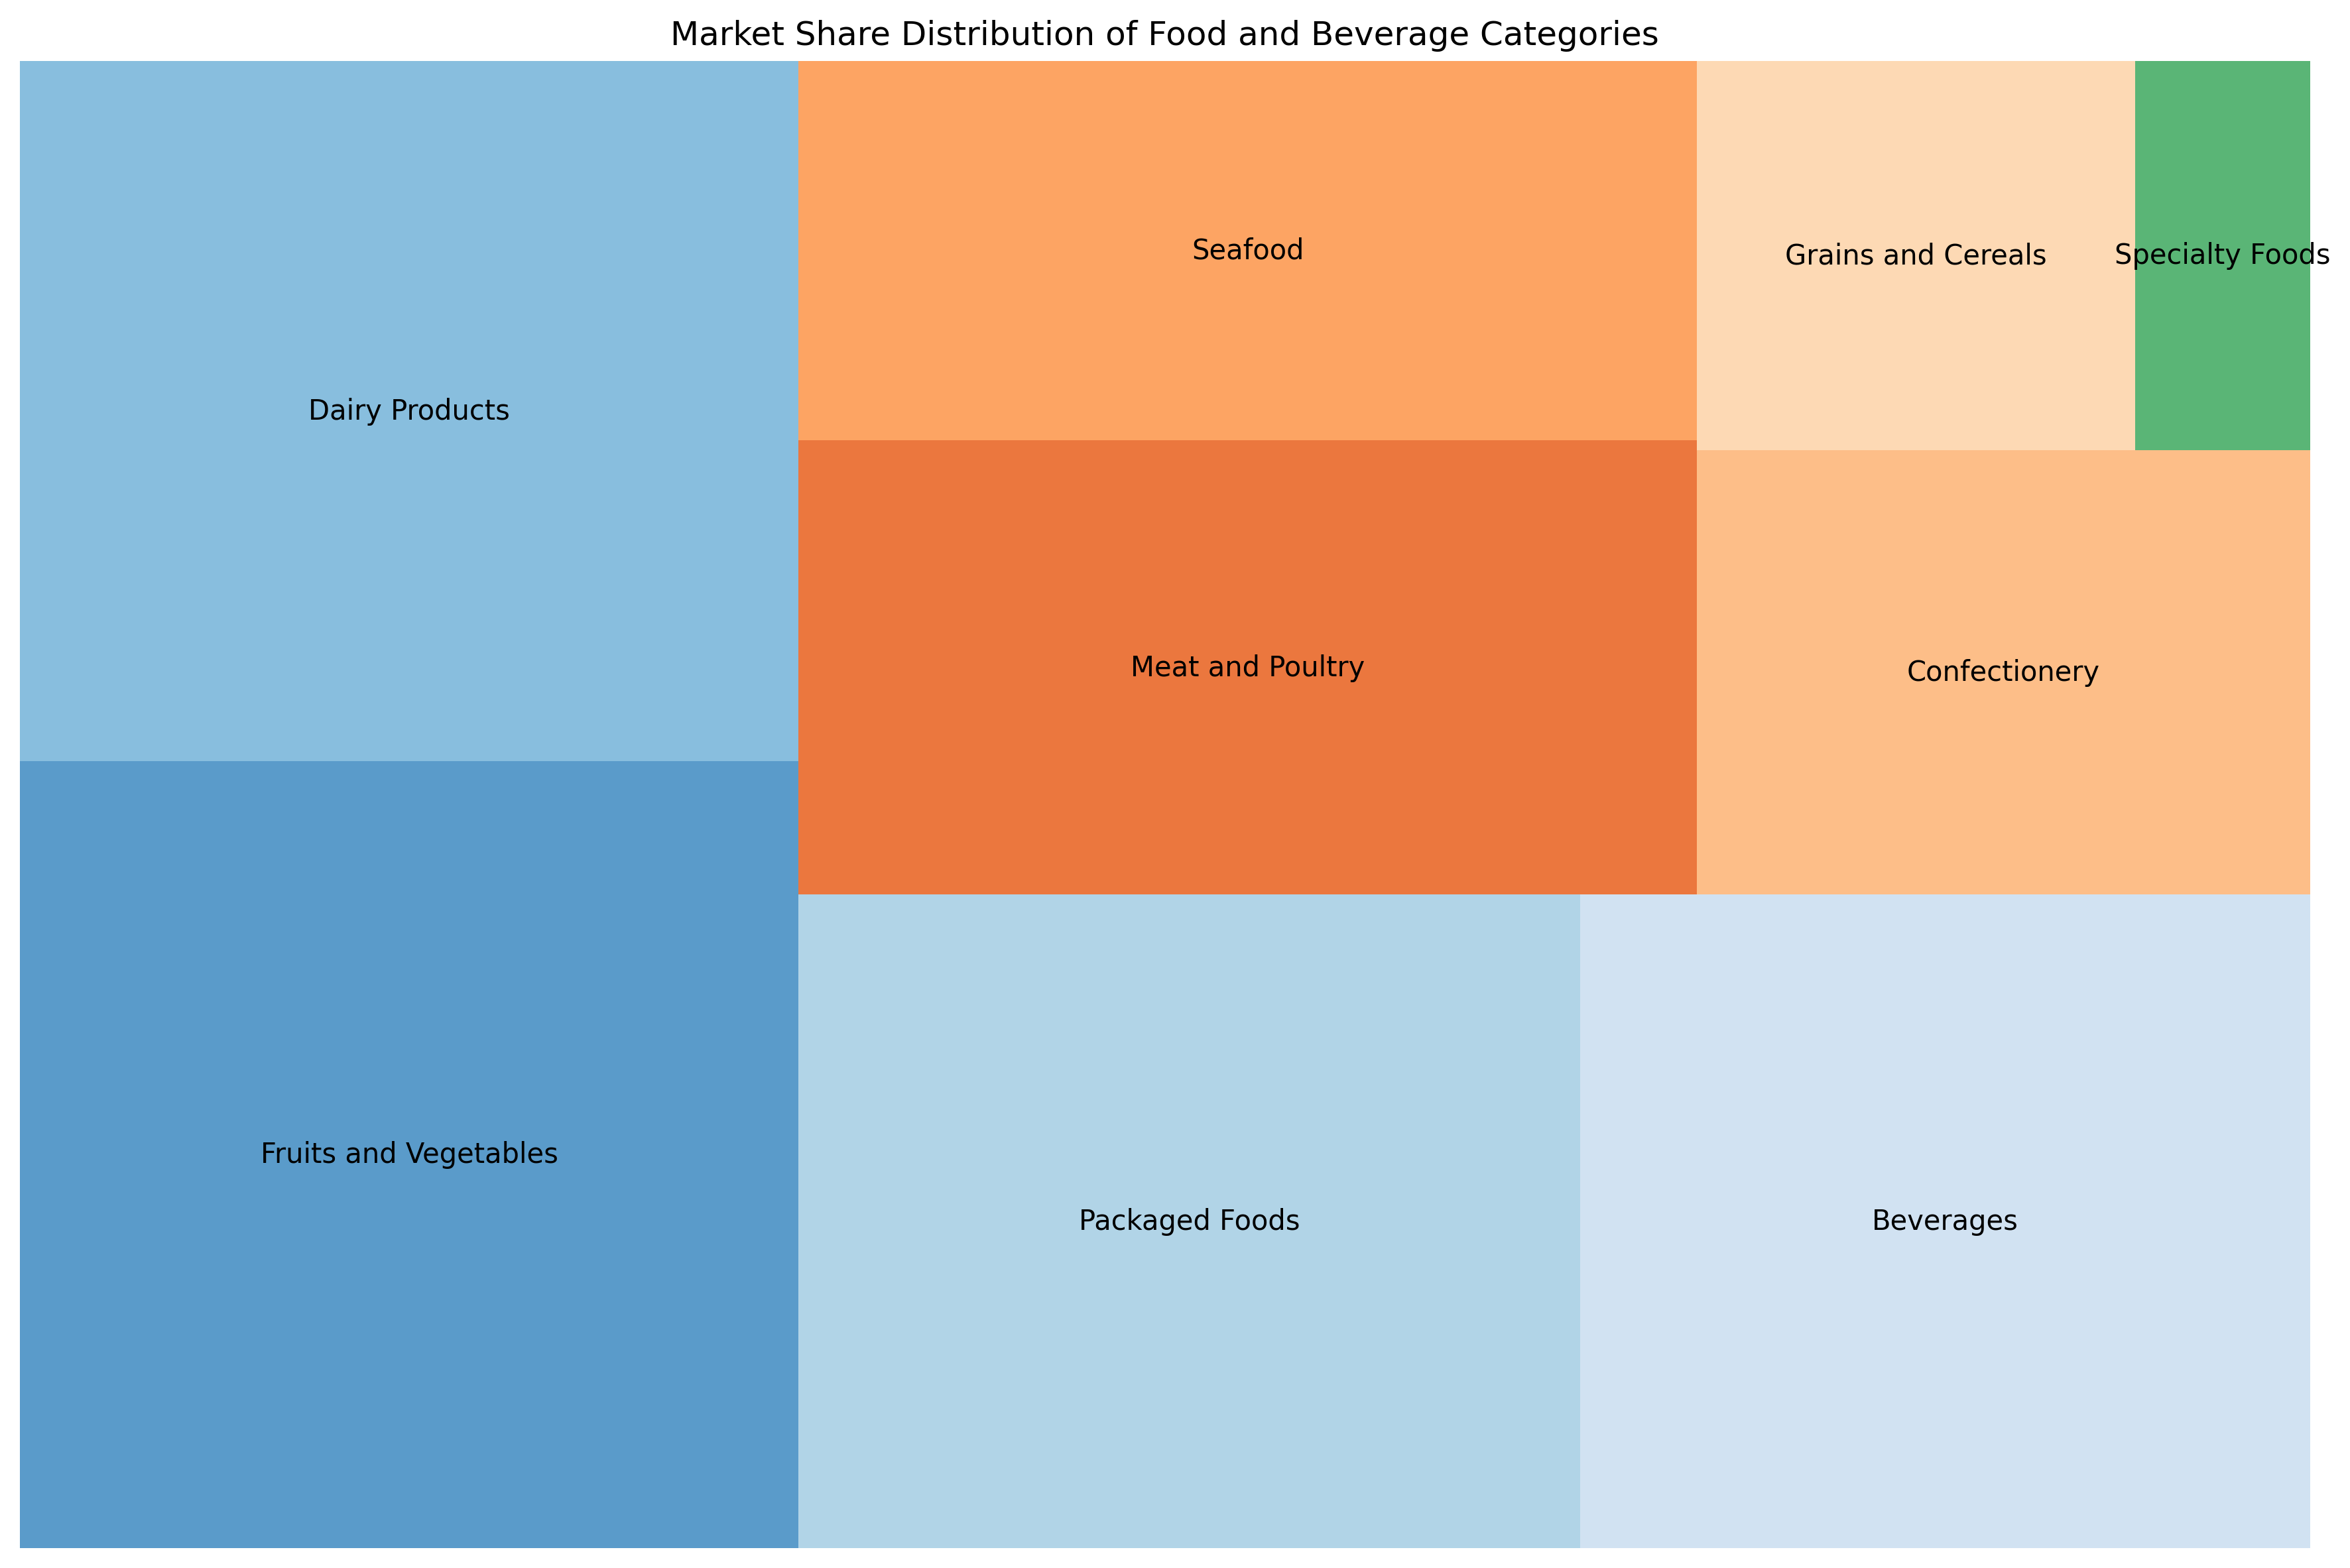 Market Share Distribution of Food and Beverage Categories
Seafood
Grains and Cereals
Specialty Foods
Dairy Products
Meat and Poultry
Confectionery
Fruits and Vegetables
Packaged Foods
Beverages